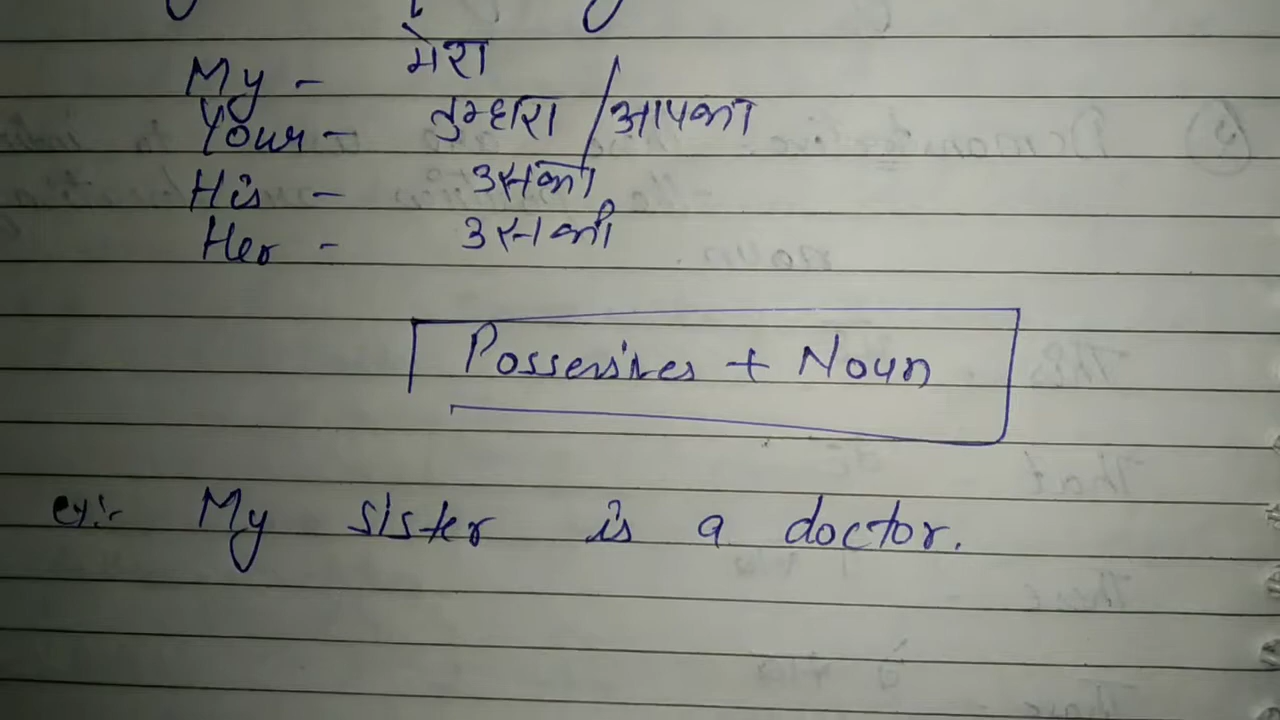 My - मेरा
Your - तुम्हारा / आपका
His - उसका
Her - उसकी
Possessives + Noun
ex:- My sister is a doctor.